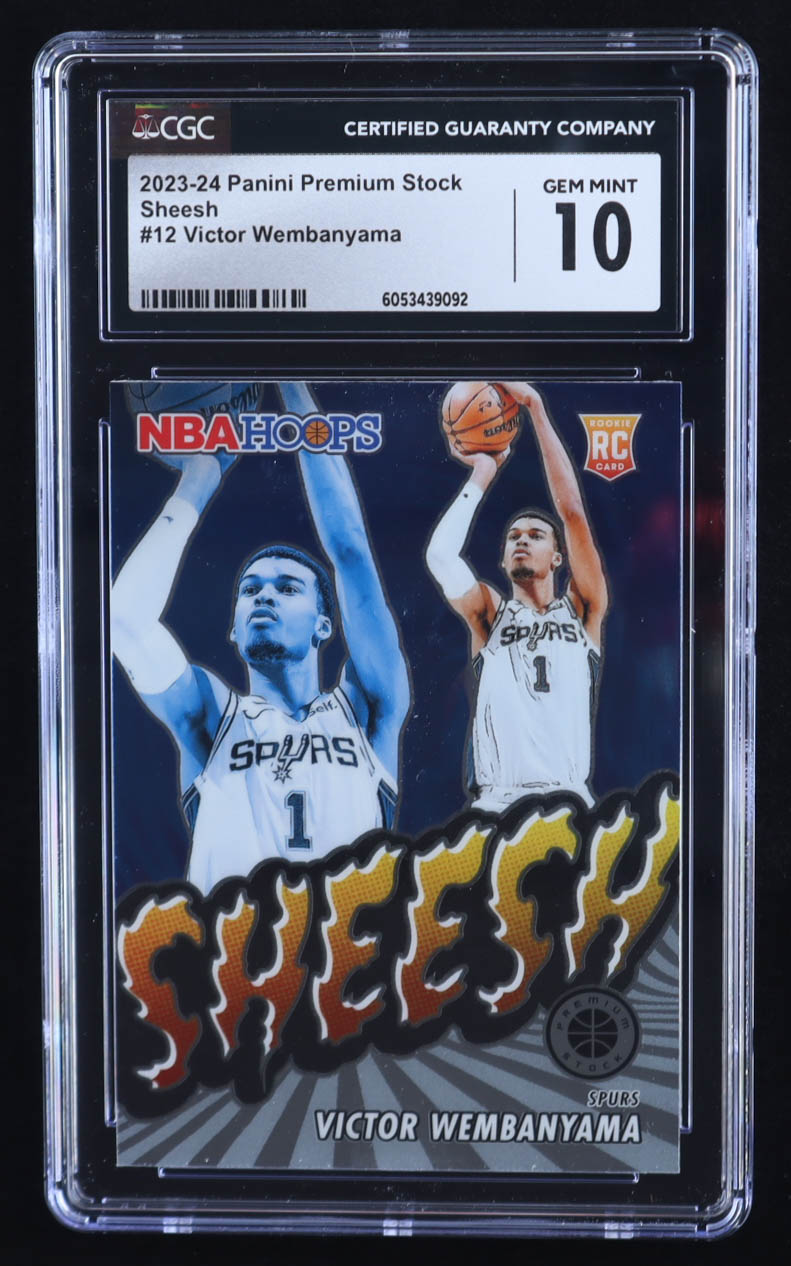 CGC
CERTIFIED GUARANTY COMPANY
2023-24 Panini Premium Stock
Sheesh
#12 Victor Wembanyama
GEM MINT
10
6053439092
NBA HOOPS
ROOKIE
RC
CARD
SPURS
1
Self.
SPURS
1
SHEESH
PREMIUM
STOCK
SPURS
VICTOR WEMBANYAMA